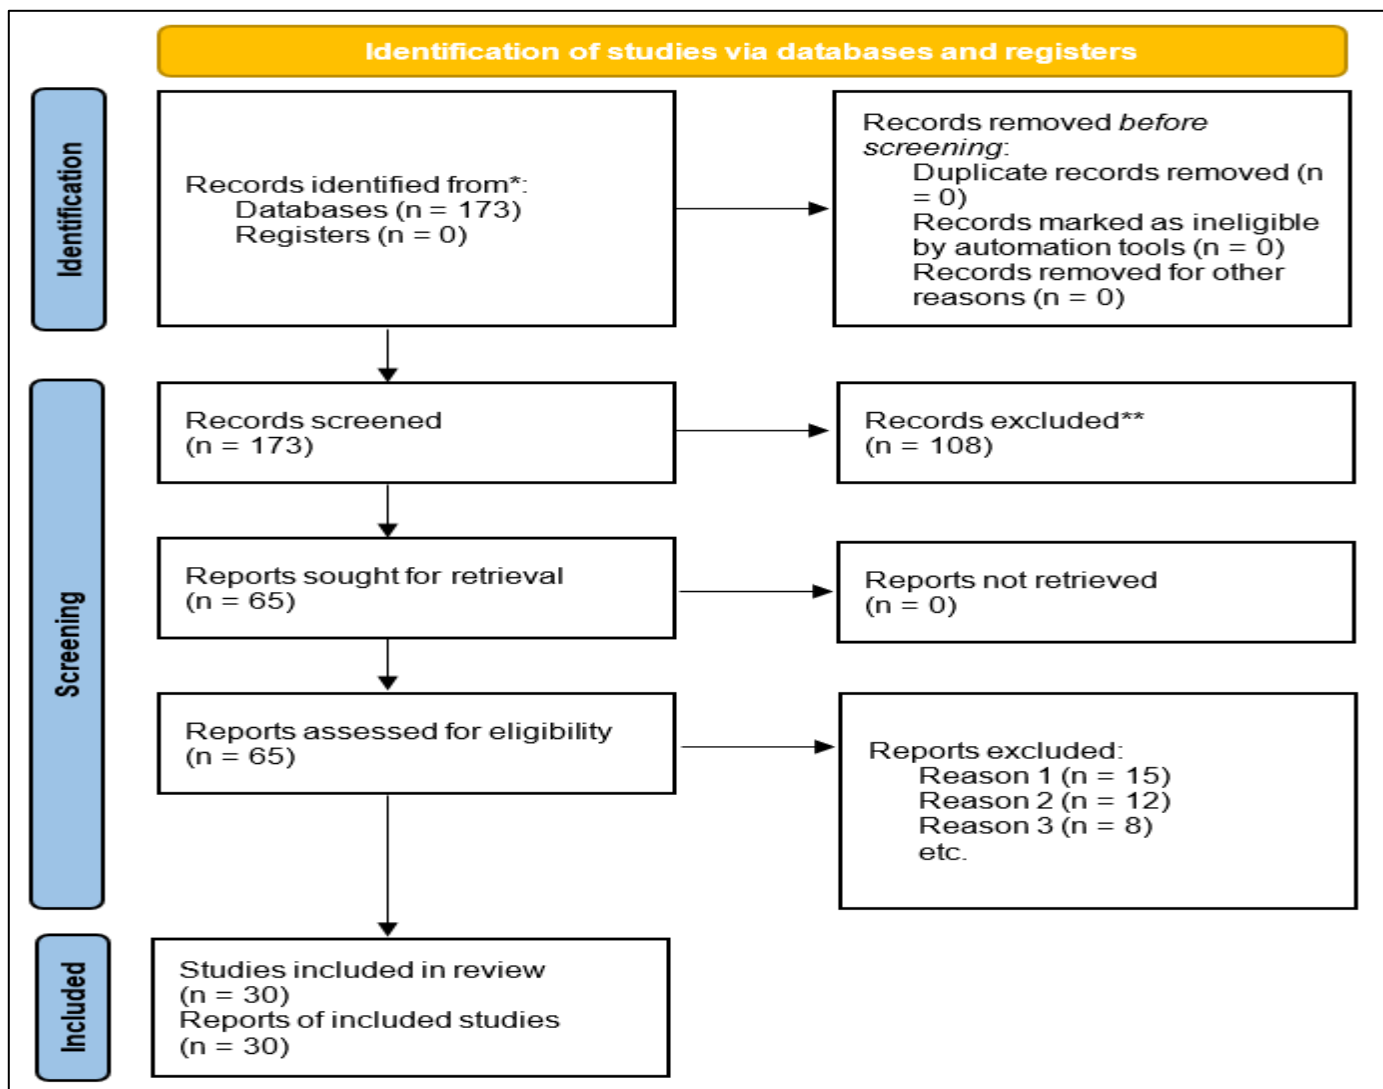 Identification of studies via databases and registers
Identification
Records identified from*:
Databases (n = 173)
Registers (n = 0)
Records removed before
screening:
Duplicate records removed (n
= 0)
Records marked as ineligible
by automation tools (n = 0)
Records removed for other
reasons (n = 0)
Screening
Records screened
(n = 173)
Records excluded**
(n = 108)
Reports sought for retrieval
(n = 65)
Reports not retrieved
(n = 0)
Reports assessed for eligibility
(n = 65)
Reports excluded:
Reason 1 (n = 15)
Reason 2 (n = 12)
Reason 3 (n = 8)
etc.
Included
Studies included in review
(n = 30)
Reports of included studies
(n = 30)